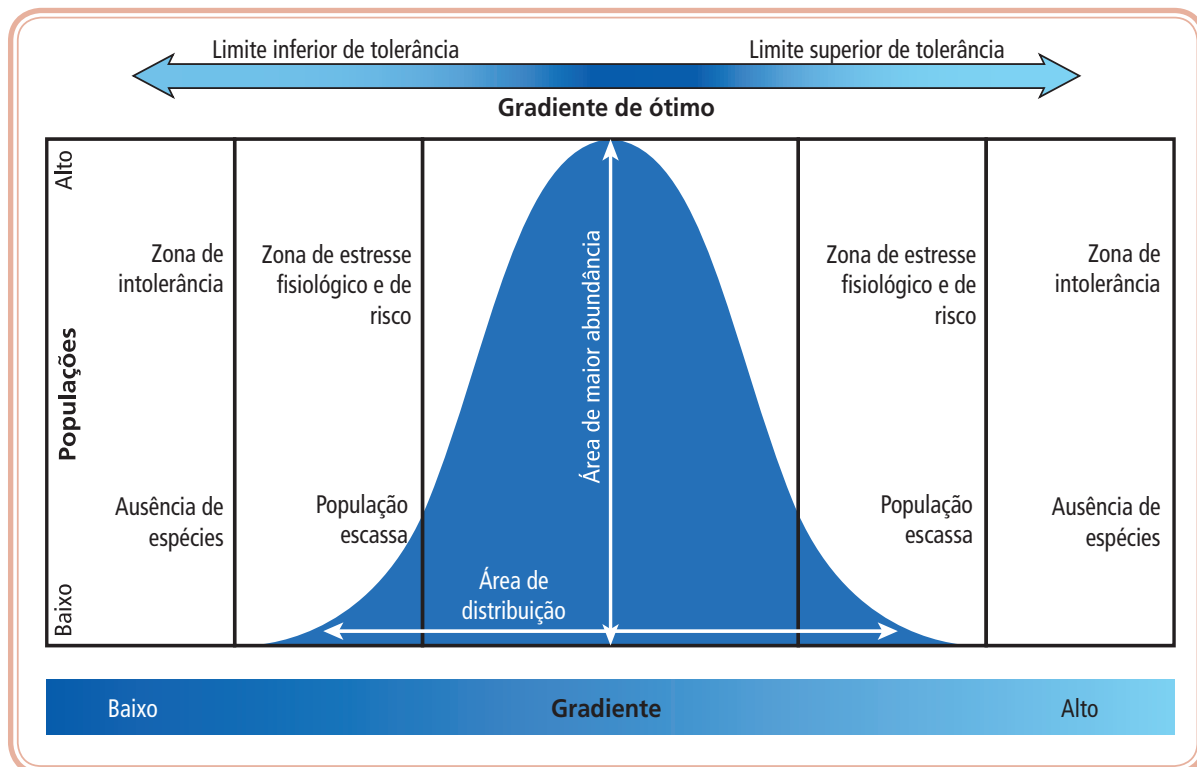 Limite inferior de tolerância
Limite superior de tolerância
Gradiente de ótimo
Alto
Populações
Baixo
Zona de
intolerância
Ausência de
espécies
Zona de estresse
fisiológico e de
risco
População
escassa
Área de maior abundância
Área de
distribuição
Zona de estresse
fisiológico e de
risco
População
escassa
Zona de
intolerância
Ausência de
espécies
Baixo
Gradiente
Alto